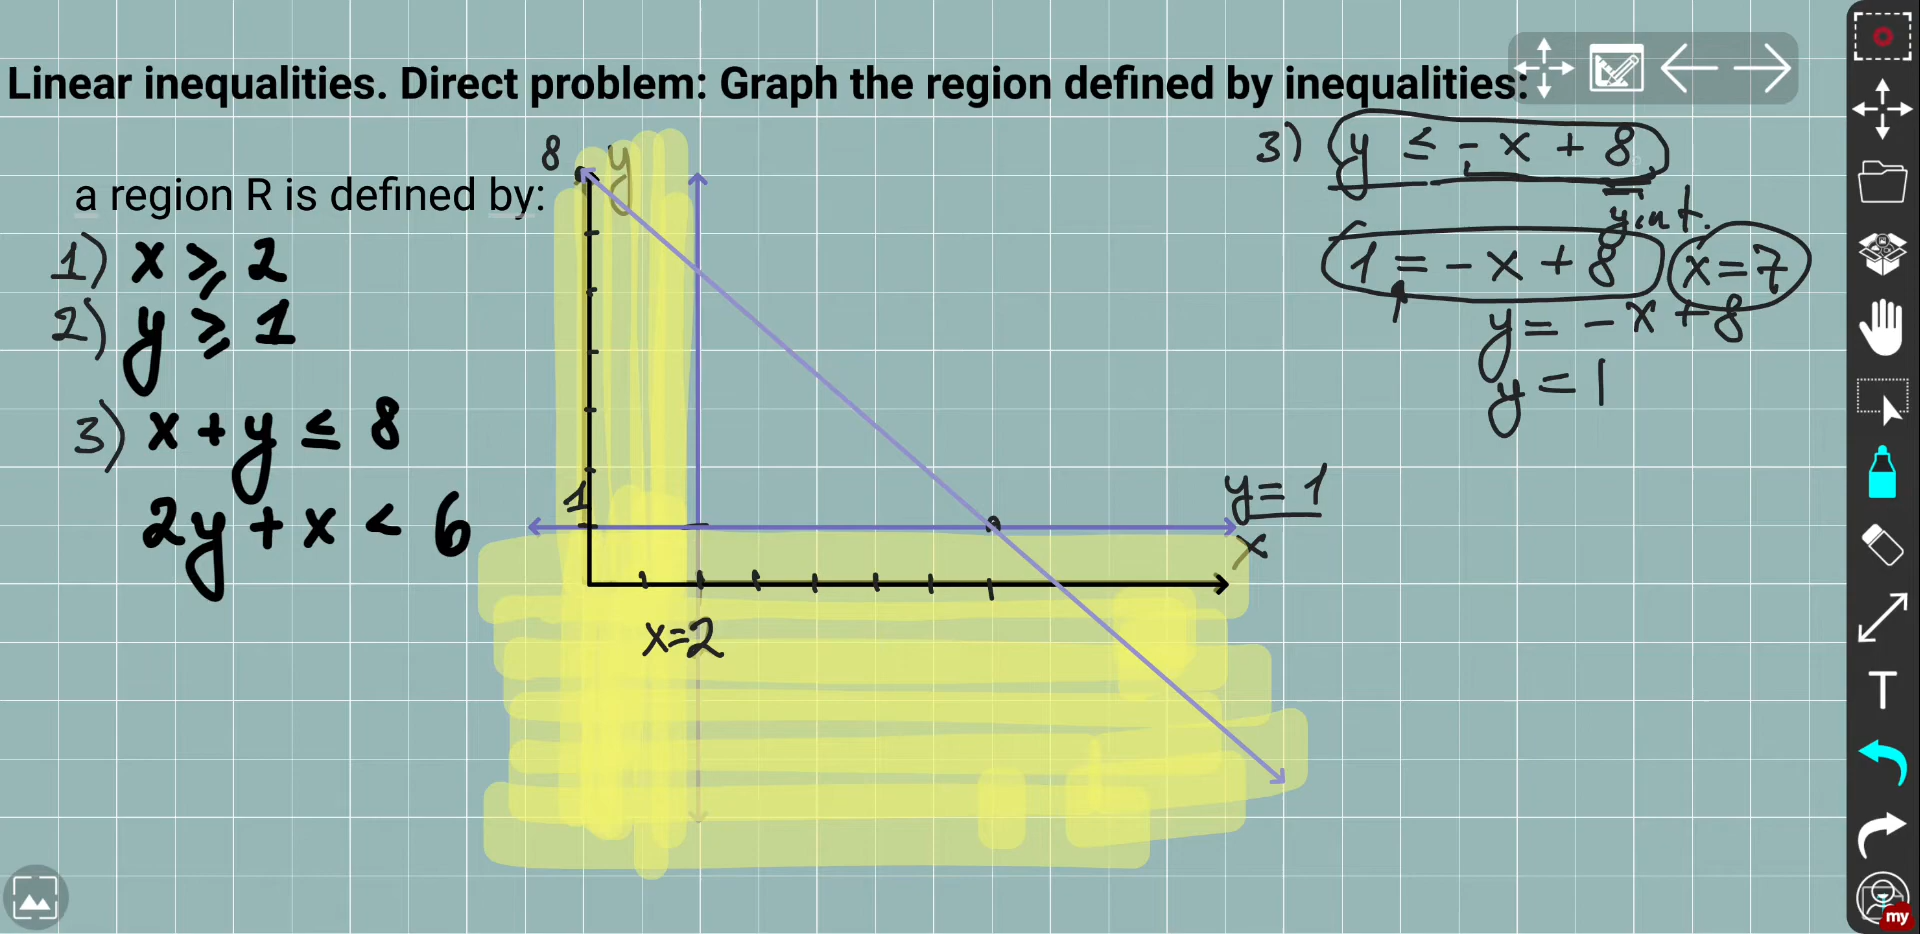 Linear inequalities. Direct problem: Graph the region defined by inequalities:
a region R is defined by:
1) x ⩾ 2
2) y ⩾ 1
3) x + y ≤ 8
2y + x < 6
8
y
1
x = 2
y = 1
x
3) y ≤ - x + 8
y int.
1 = - x + 8
x = 7
y = - x + 8
y = 1
T
my